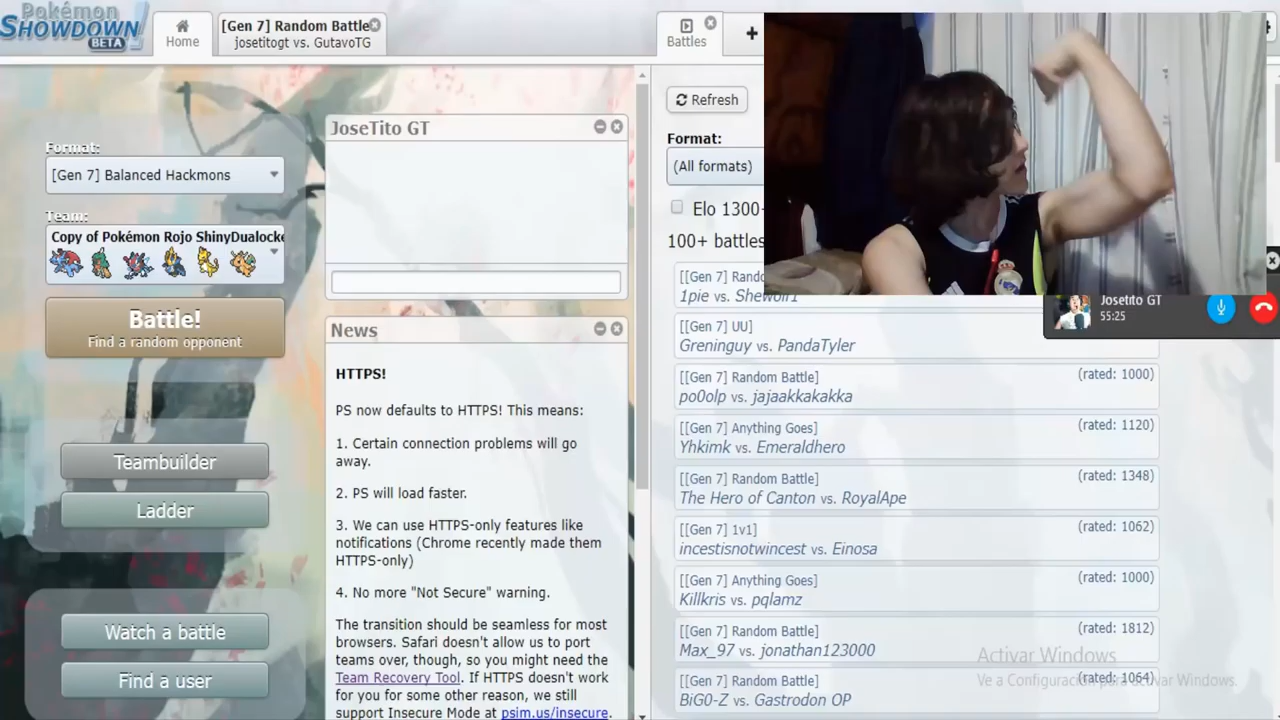 Pokémon
SHOWDOWN!
BETA
Home
[Gen 7] Random Battle
josetitogt vs. GutavoTG
Battles
Format:
[Gen 7] Balanced Hackmons
Team:
Copy of Pokémon Rojo ShinyDualocke
Battle!
Find a random opponent
Teambuilder
Ladder
Watch a battle
Find a user
JoseTito GT
News
HTTPS!
PS now defaults to HTTPS! This means:
1. Certain connection problems will go
away.
2. PS will load faster.
3. We can use HTTPS-only features like
notifications (Chrome recently made them
HTTPS-only)
4. No more "Not Secure" warning.
The transition should be seamless for most
browsers. Safari doesn't allow us to port
teams over, though, so you might need the
Team Recovery Tool. If HTTPS doesn't work
for you for some other reason, we still
support Insecure Mode at psim.us/insecure.
Refresh
Format:
(All formats)
Elo 1300
100+ battles
[[Gen 7] Rand
1pie vs. Shewolf1
[[Gen 7] UU]
Greninguy vs. PandaTyler
[[Gen 7] Random Battle] (rated: 1000)
po0olp vs. jajaakkakakka
[[Gen 7] Anything Goes] (rated: 1120)
Yhkimk vs. Emeraldhero
[[Gen 7] Random Battle] (rated: 1348)
The Hero of Canton vs. RoyalApe
[[Gen 7] 1v1] (rated: 1062)
incestisnotwincest vs. Einosa
[[Gen 7] Anything Goes] (rated: 1000)
Killkris vs. pqlamz
[[Gen 7] Random Battle] (rated: 1812)
Max_97 vs. jonathan123000
[[Gen 7] Random Battle] (rated: 1064)
BiG0-Z vs. Gastrodon OP
Josetito GT
55:25
Activar Windows
Ve a Configuración para activar Windows.